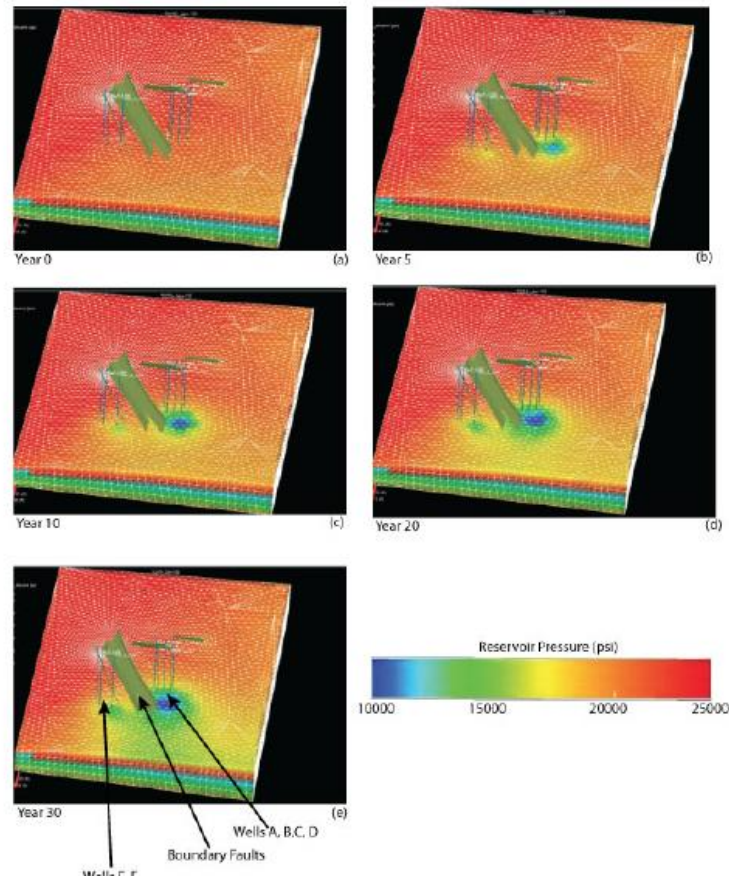 Year 0
(a)
Year 5
(b)
Year 10
(c)
Year 20
(d)
Year 30
(e)
Wells A, B.C, D
Boundary Faults
Reservoir Pressure (psi)
10000
15000
20000
25000